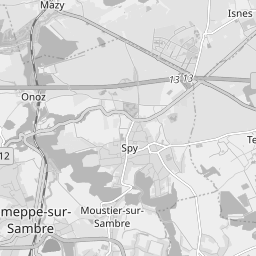 Mazy
Isnes
13 13
Onoz
12
Spy
Te
meppe-sur-
Sambre
Moustier-sur-
Sambre